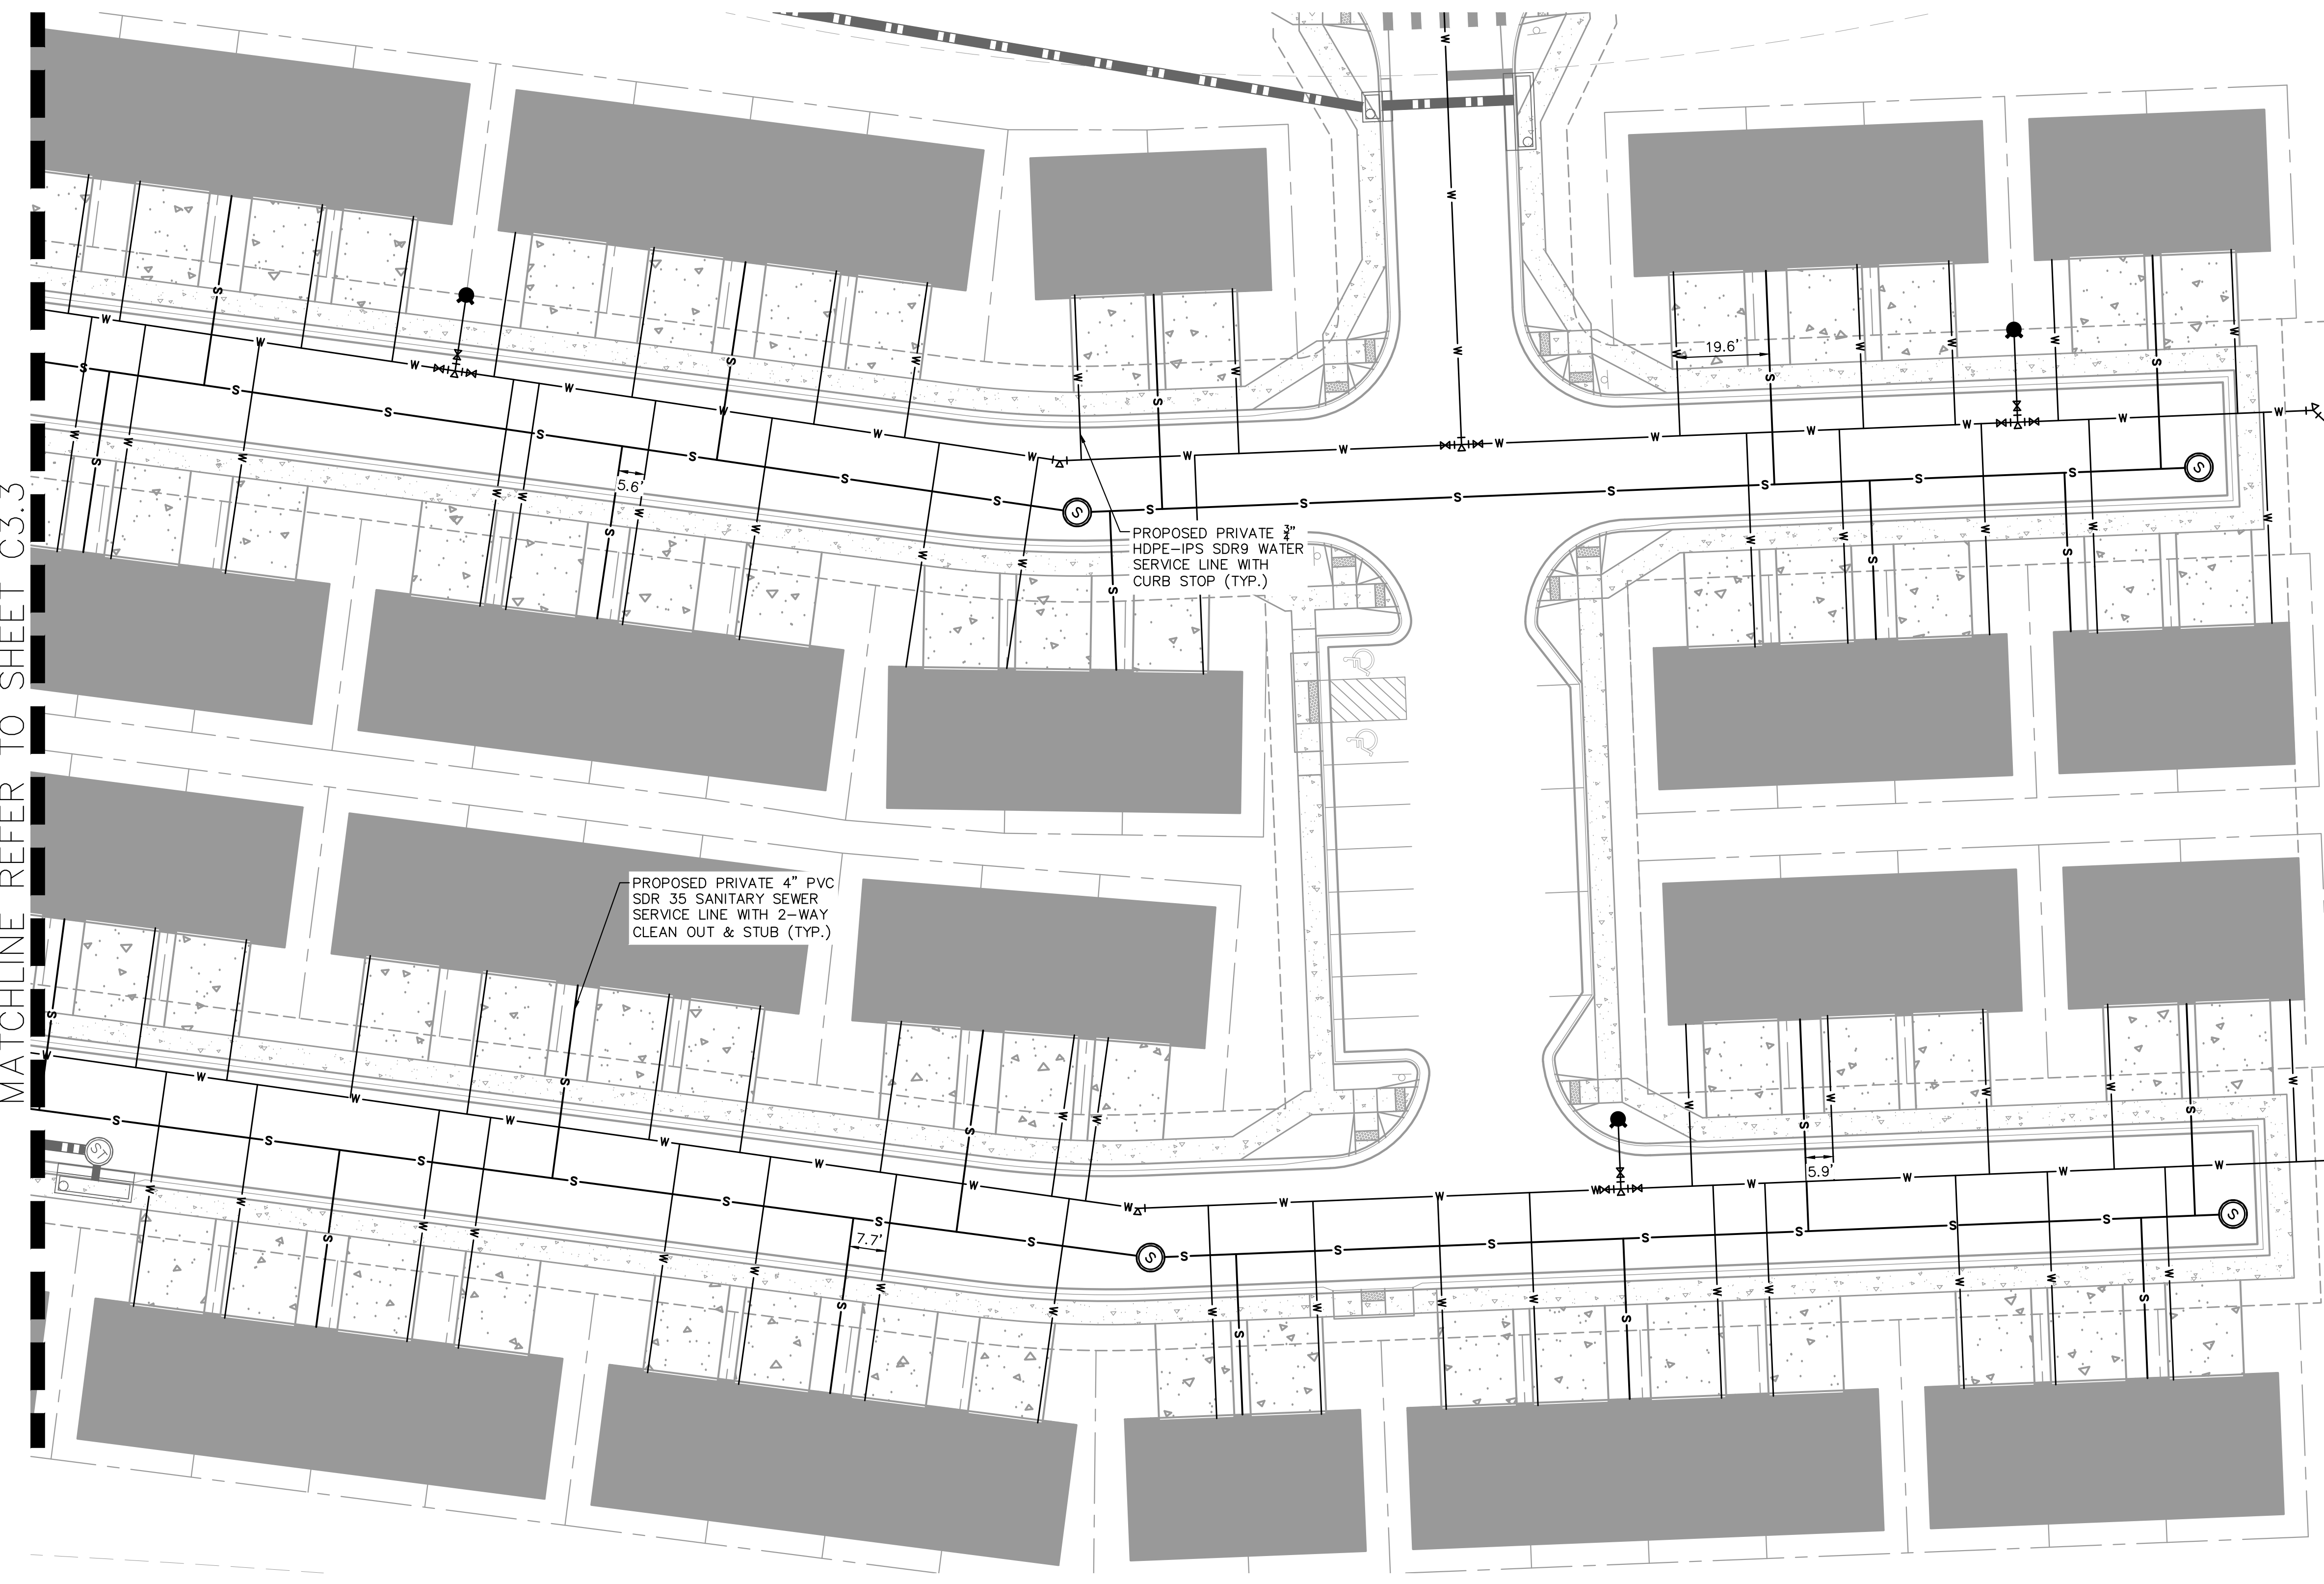 MATCHLINE REFER TO SHEET C3.3
19.6'
5.6'
PROPOSED PRIVATE 3/4"
HDPE-IPS SDR9 WATER
SERVICE LINE WITH
CURB STOP (TYP.)
PROPOSED PRIVATE 4" PVC
SDR 35 SANITARY SEWER
SERVICE LINE WITH 2-WAY
CLEAN OUT & STUB (TYP.)
ST
5.9'
7.7'
W
S